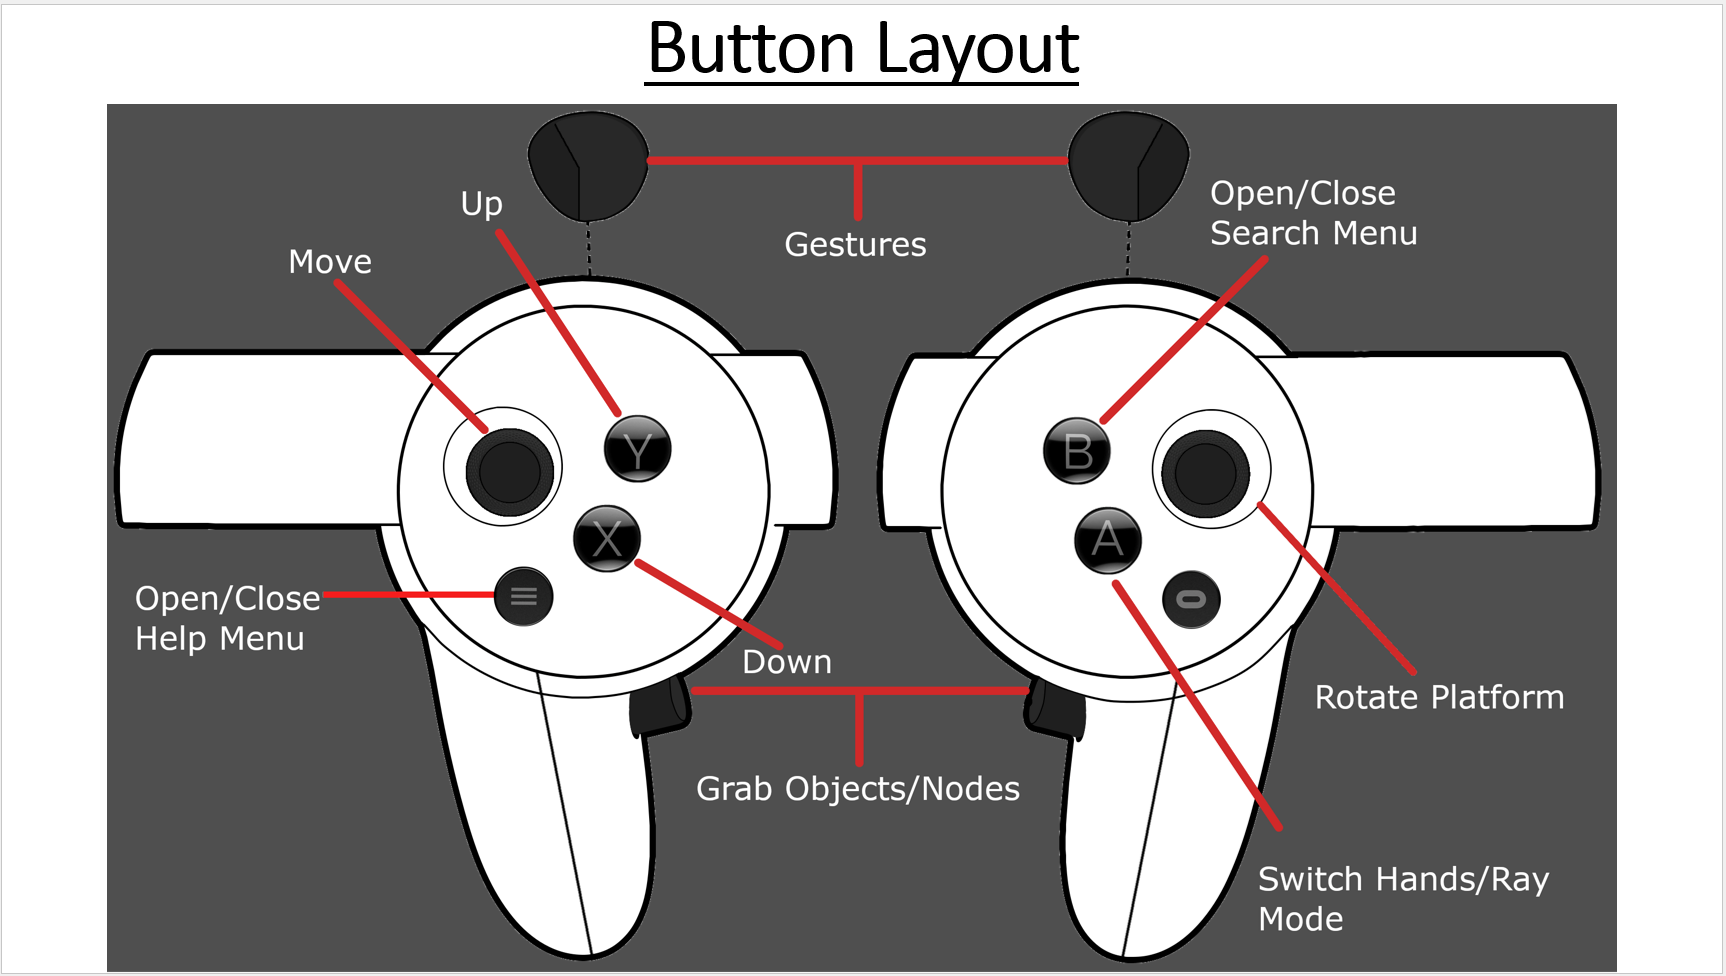 Button Layout
Up
Move
Gestures
Open/Close
Search Menu
Y
B
X
A
Open/Close
Help Menu
Down
Rotate Platform
Grab Objects/Nodes
Switch Hands/Ray
Mode